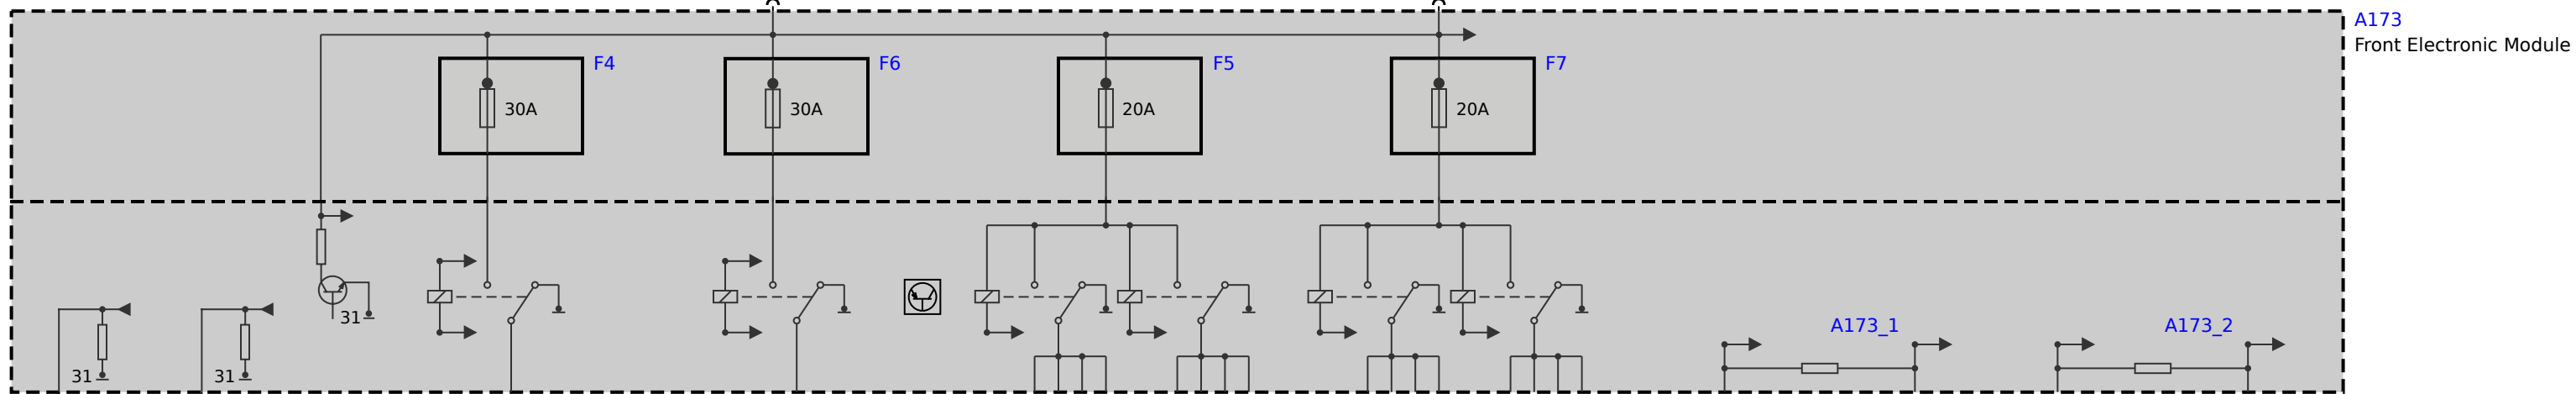 A173
Front Electronic Module
F4
F6
F5
F7
30A
30A
20A
20A
31
A173_1
A173_2
31
31